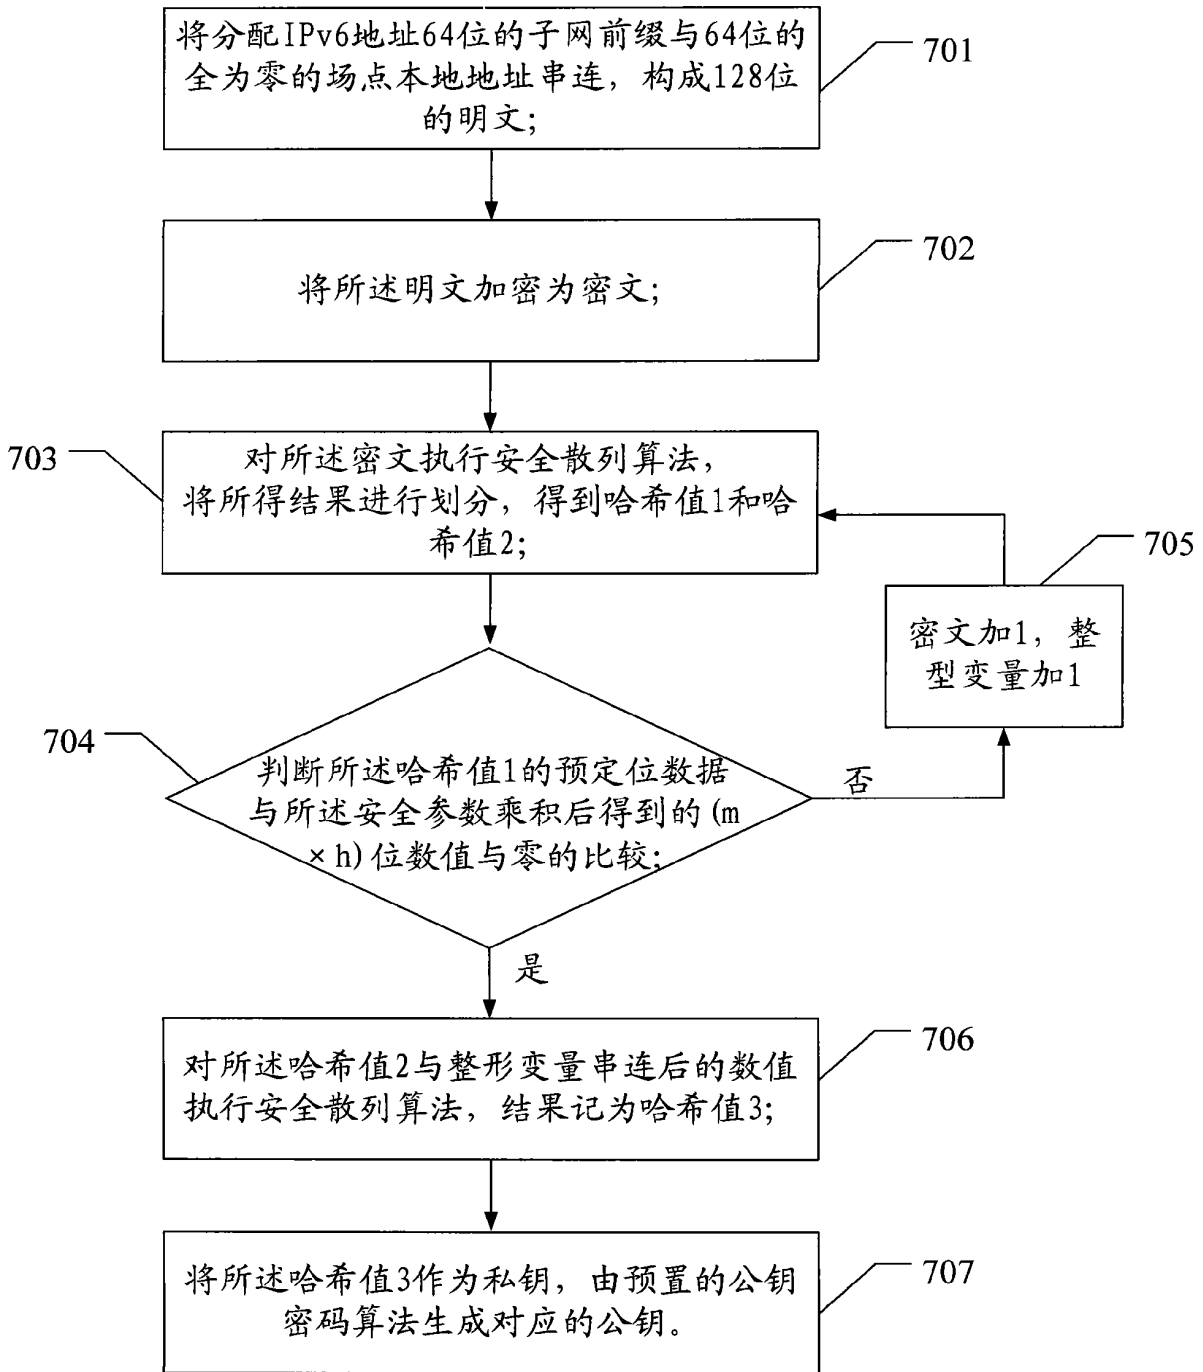 将分配IPv6地址64位的子网前缀与64位的
全为零的场点本地地址串连，构成128位
的明文；
701
将所述明文加密为密文；
702
703
对所述密文执行安全散列算法，
将所得结果进行划分，得到哈希值1和哈
希值2；
705
密文加1，整
型变量加1
704
判断所述哈希值1的预定位数据
与所述安全参数乘积后得到的(m
×h)位数值与零的比较；
否
是
706
对所述哈希值2与整形变量串连后的数值
执行安全散列算法，结果记为哈希值3；
707
将所述哈希值3作为私钥，由预置的公钥
密码算法生成对应的公钥。